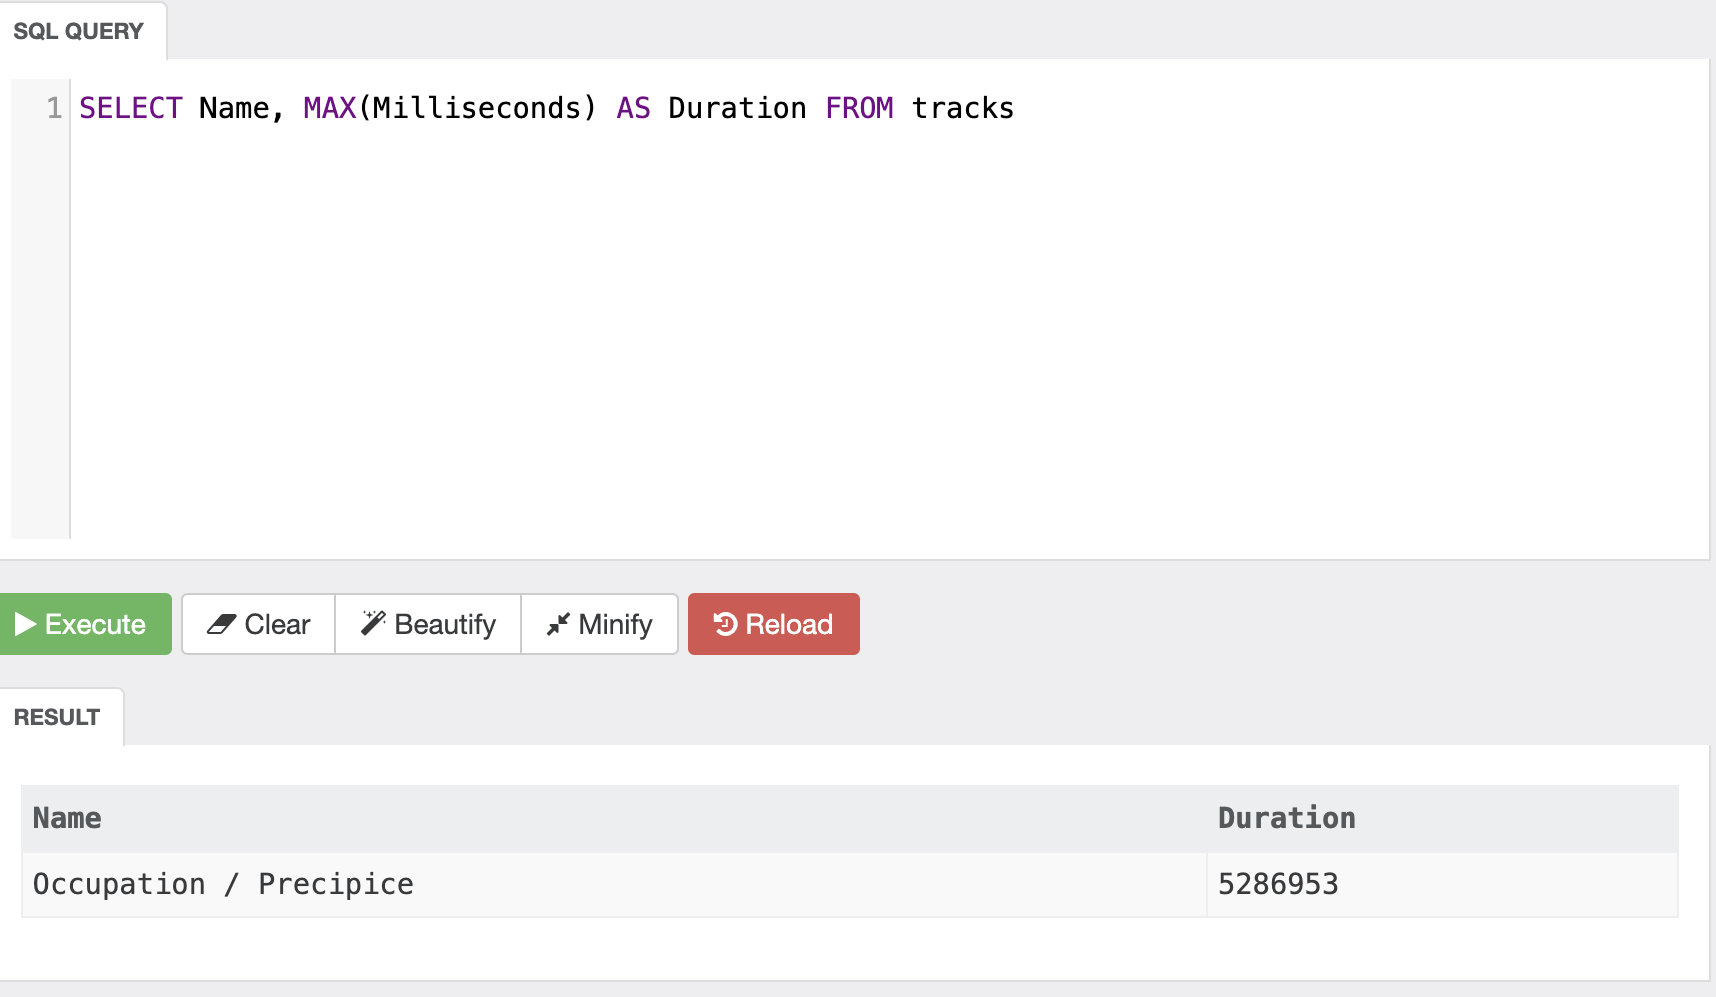 SQL QUERY
1 SELECT Name, MAX(Milliseconds) AS Duration FROM tracks
Execute Clear Beautify Minify Reload
RESULT
Name Duration
Occupation / Precipice 5286953